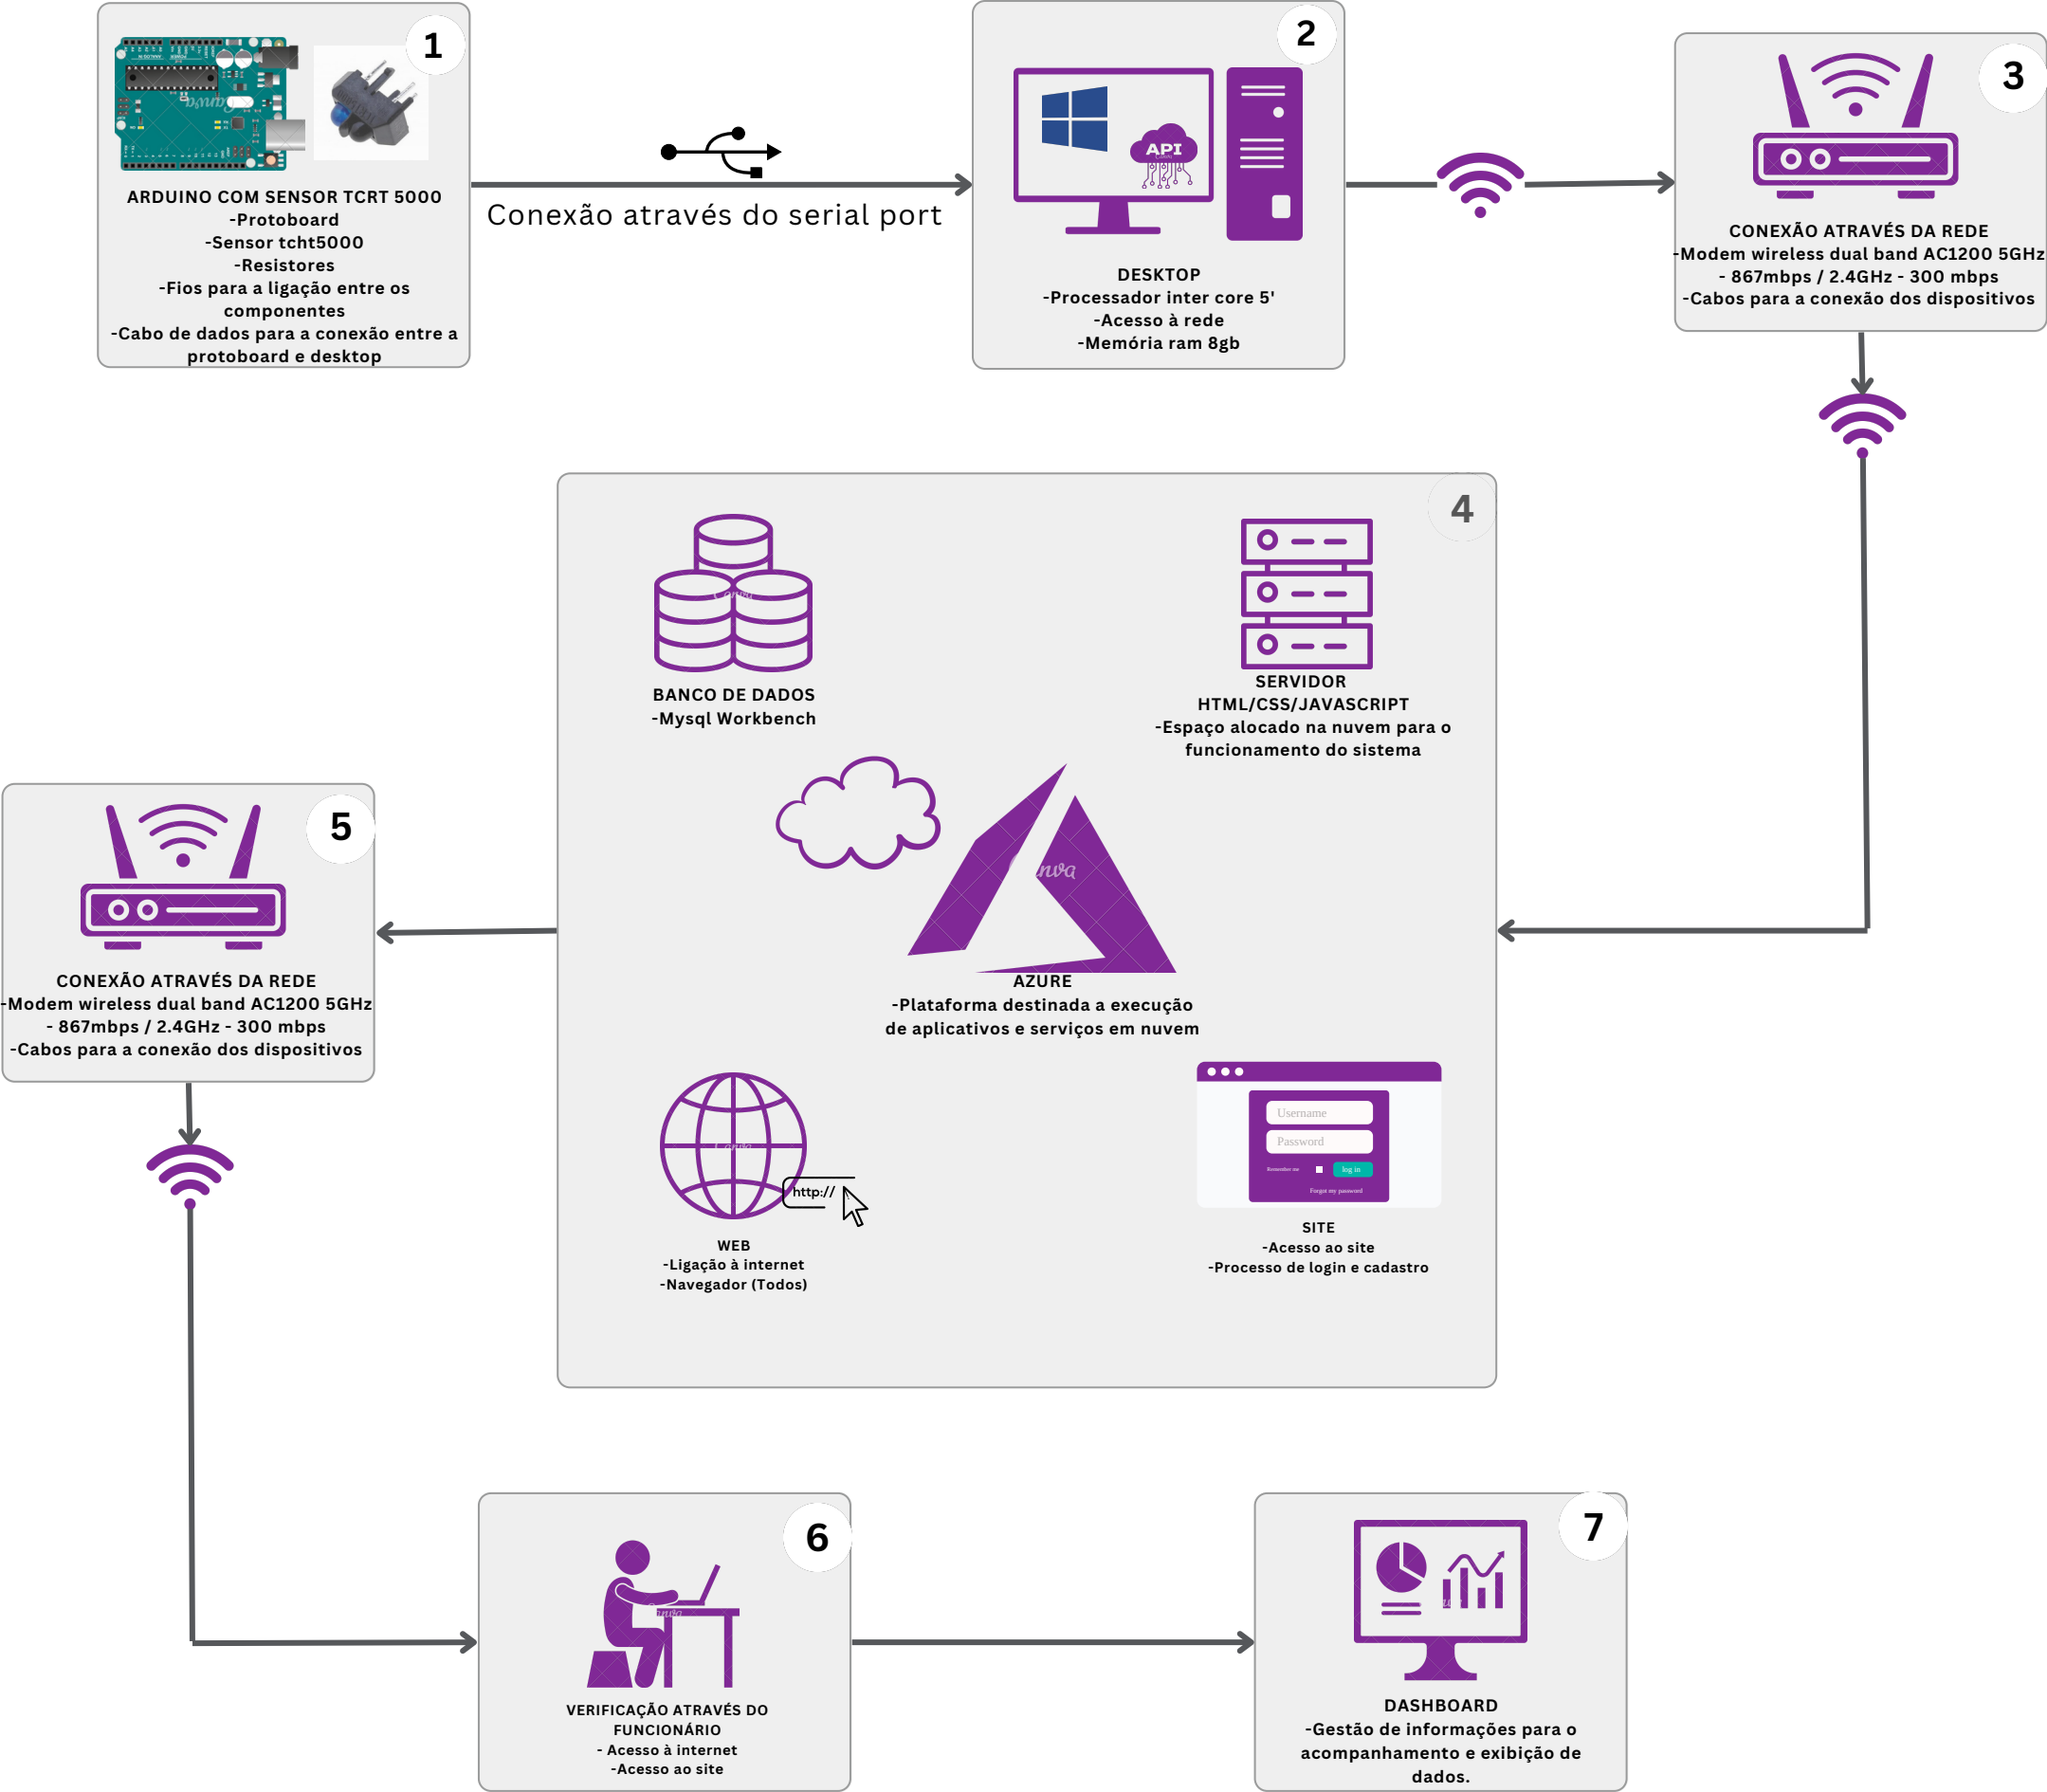 1
ARDUINO COM SENSOR TCRT 5000
-Protoboard
-Sensor tcht5000
-Resistores
-Fios para a ligação entre os
componentes
-Cabo de dados para a conexão entre a
protoboard e desktop
Conexão através do serial port
2
API
DESKTOP
-Processador inter core 5'
-Acesso à rede
-Memória ram 8gb
3
CONEXÃO ATRAVÉS DA REDE
-Modem wireless dual band AC1200 5GHz
- 867mbps / 2.4GHz - 300 mbps
-Cabos para a conexão dos dispositivos
4
BANCO DE DADOS
-Mysql Workbench
SERVIDOR
HTML/CSS/JAVASCRIPT
-Espaço alocado na nuvem para o
funcionamento do sistema
AZURE
-Plataforma destinada a execução
de aplicativos e serviços em nuvem
http://
WEB
-Ligação à internet
-Navegador (Todos)
Username
Password
Remember me
log in
Forgot my password
SITE
-Acesso ao site
-Processo de login e cadastro
5
CONEXÃO ATRAVÉS DA REDE
-Modem wireless dual band AC1200 5GHz
- 867mbps / 2.4GHz - 300 mbps
-Cabos para a conexão dos dispositivos
6
VERIFICAÇÃO ATRAVÉS DO
FUNCIONÁRIO
- Acesso à internet
-Acesso ao site
7
DASHBOARD
-Gestão de informações para o
acompanhamento e exibição de
dados.